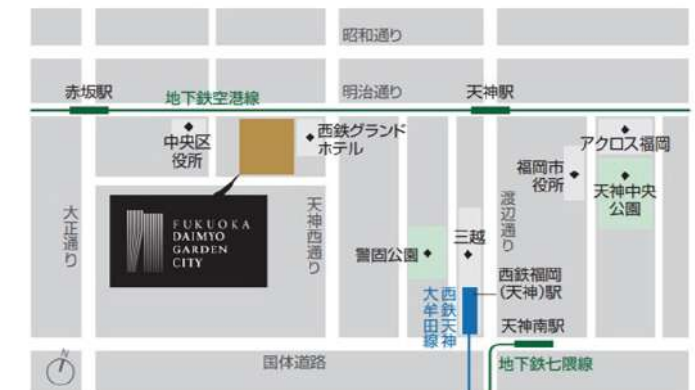 昭和通り
赤坂駅
地下鉄空港線
明治通り
天神駅
中央区
役所
西鉄グランド
ホテル
アクロス福岡
福岡市
役所
天神中央
公園
大正通り
FUKUOKA
DAIMYO
GARDEN
CITY
天神西通り
警固公園
三越
渡辺通り
西鉄福岡
(天神)駅
西鉄天神
大牟田線
天神南駅
N
国体道路
地下鉄七隈線